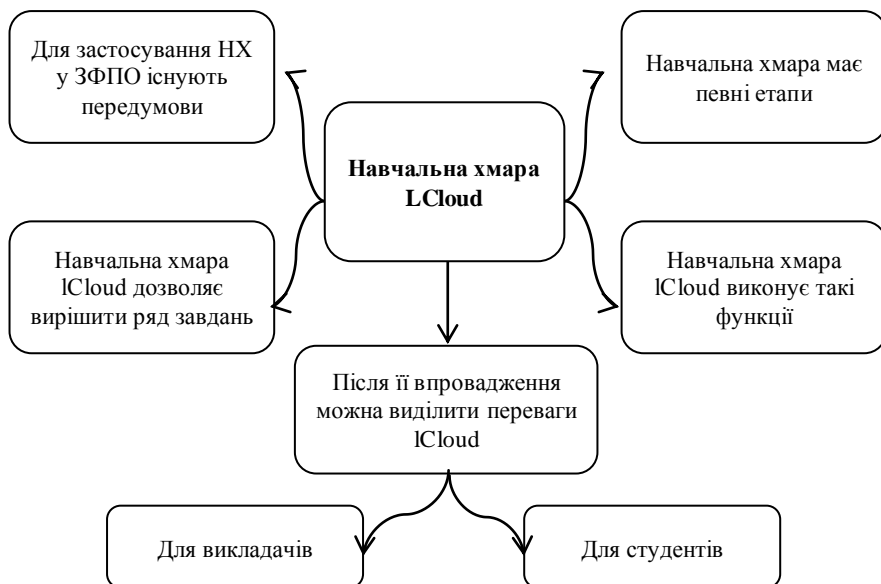 Для застосування НХ
у ЗФПО існують
передумови
Навчальна хмара має
певні етапи
Навчальна хмара
LCloud
Навчальна хмара
lCloud дозволяє
вирішити ряд завдань
Навчальна хмара
lCloud виконує такі
функції
Після її впровадження
можна виділити переваги
lCloud
Для викладачів
Для студентів